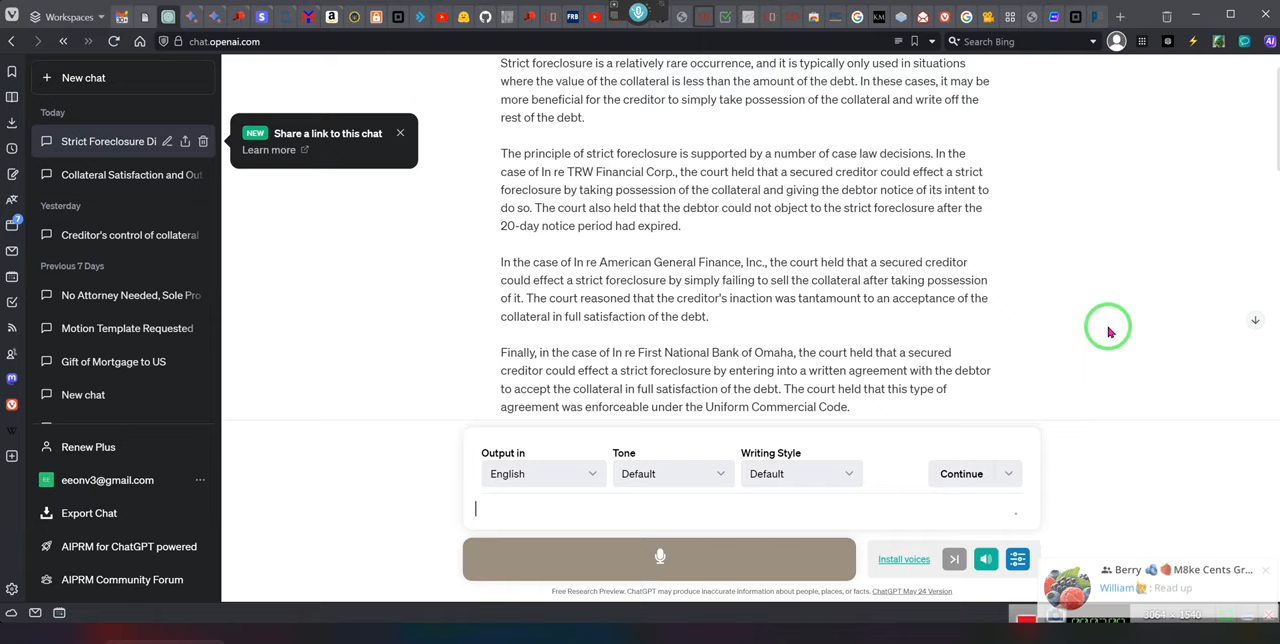 Workspaces
chat.openai.com
Search Bing
New chat
Today
Strict Foreclosure Di
Collateral Satisfaction and Out
Yesterday
Creditor's control of collateral
Previous 7 Days
No Attorney Needed, Sole Pro
Motion Template Requested
Gift of Mortgage to US
New chat
Renew Plus
EE eeonv3@gmail.com
Export Chat
AIPRM for ChatGPT powered
AIPRM Community Forum
NEW Share a link to this chat
Learn more
Strict foreclosure is a relatively rare occurrence, and it is typically only used in situations
where the value of the collateral is less than the amount of the debt. In these cases, it may be
more beneficial for the creditor to simply take possession of the collateral and write off the
rest of the debt.
The principle of strict foreclosure is supported by a number of case law decisions. In the
case of In re TRW Financial Corp., the court held that a secured creditor could effect a strict
foreclosure by taking possession of the collateral and giving the debtor notice of its intent to
do so. The court also held that the debtor could not object to the strict foreclosure after the
20-day notice period had expired.
In the case of In re American General Finance, Inc., the court held that a secured creditor
could effect a strict foreclosure by simply failing to sell the collateral after taking possession
of it. The court reasoned that the creditor's inaction was tantamount to an acceptance of the
collateral in full satisfaction of the debt.
Finally, in the case of In re First National Bank of Omaha, the court held that a secured
creditor could effect a strict foreclosure by entering into a written agreement with the debtor
to accept the collateral in full satisfaction of the debt. The court held that this type of
agreement was enforceable under the Uniform Commercial Code.
Output in Tone Writing Style
English Default Default Continue
Install voices
Free Research Preview. ChatGPT may produce inaccurate information about people, places, or facts. ChatGPT May 24 Version.
Berry M8ke Cents Gr...
William : Read up
3064 x 1540